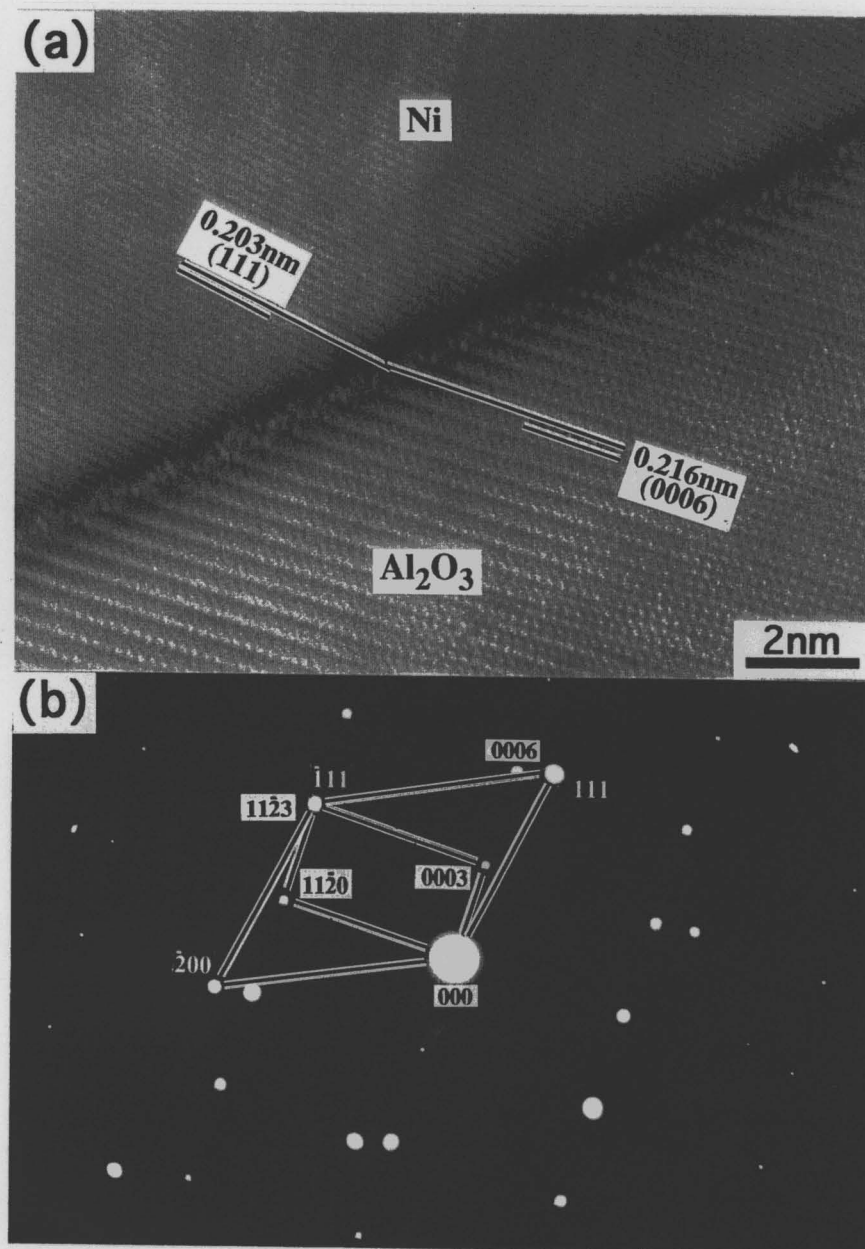 (a)
Ni
0.203nm
(111)
0.216nm
(0006)
Al₂O₃
2nm
(b)
0006
1̄11
111
112̄3
0003
112̄0
2̄00
000